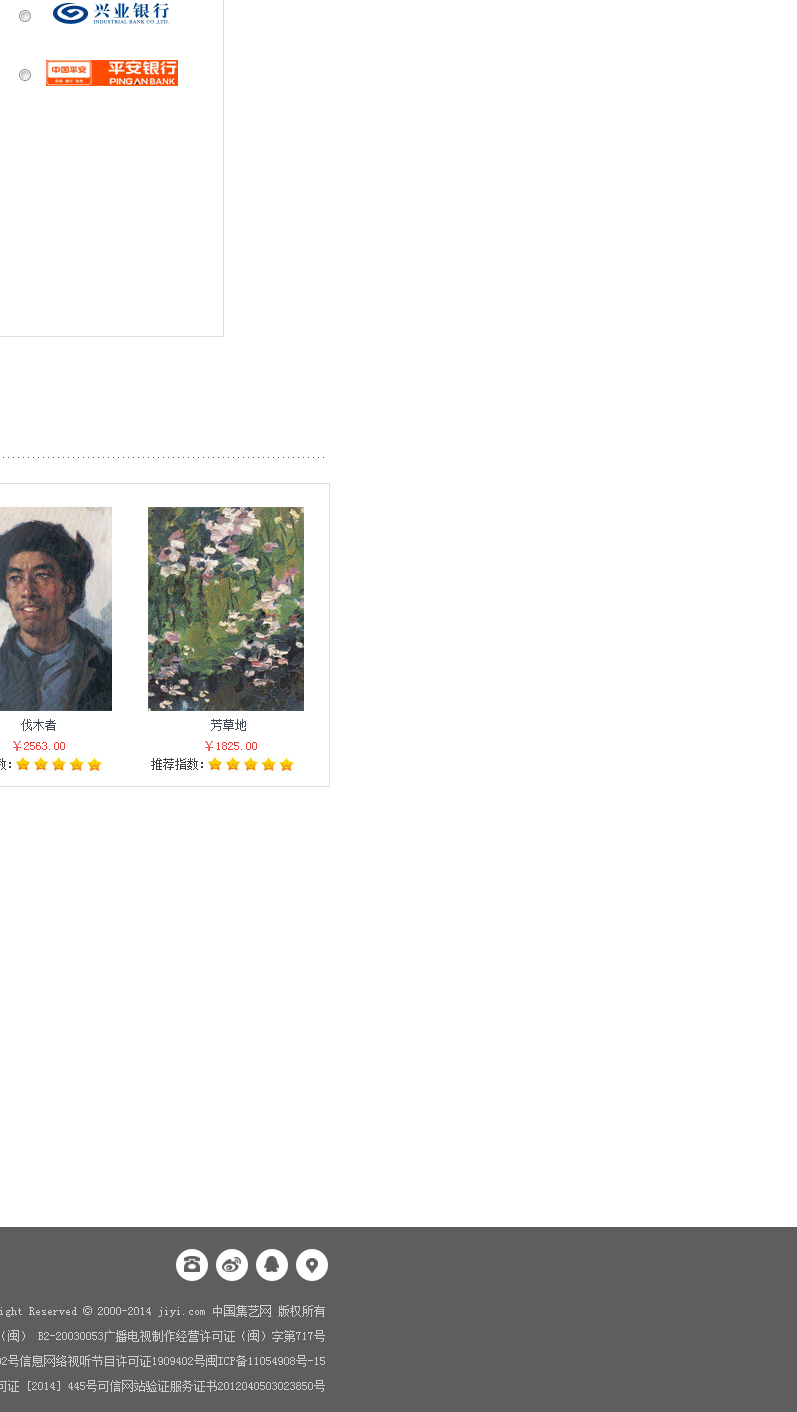 兴业银行
INDUSTRIAL BANK CO.,LTD.
中国平安 平安银行
PING AN BANK
伐木者
￥2563.00
数：
芳草地
￥1825.00
推荐指数：
ight Reserved © 2000-2014 jiyi.com 中国集艺网 版权所有
（闽） B2-20030053广播电视制作经营许可证（闽）字第717号
02号信息网络视听节目许可证1909402号闽ICP备11054908号-15
可证 [2014] 445号可信网站验证服务证书2012040503023850号